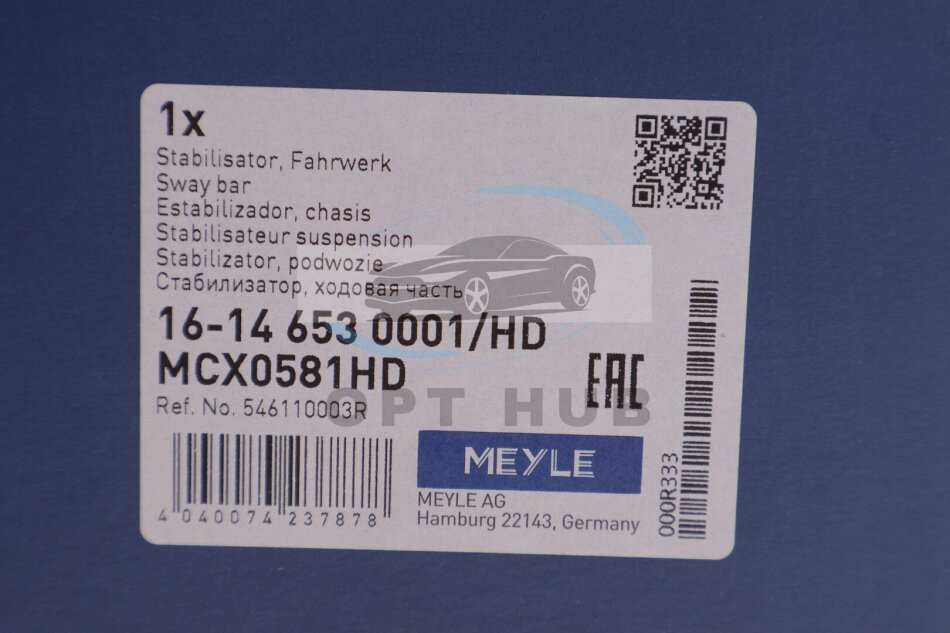 1x
Stabilisator, Fahrwerk
Sway bar
Estabilizador, chasis
Stabilisateur suspension
Stabilizator, podwozie
Стабилизатор, ходовая часть
16-14 653 0001/HD
MCX0581HD
EAC
OPT HUB
Ref. No. 546110003R
MEYLE
MEYLE AG
Hamburg 22143, Germany
4 040074 237878
000R333